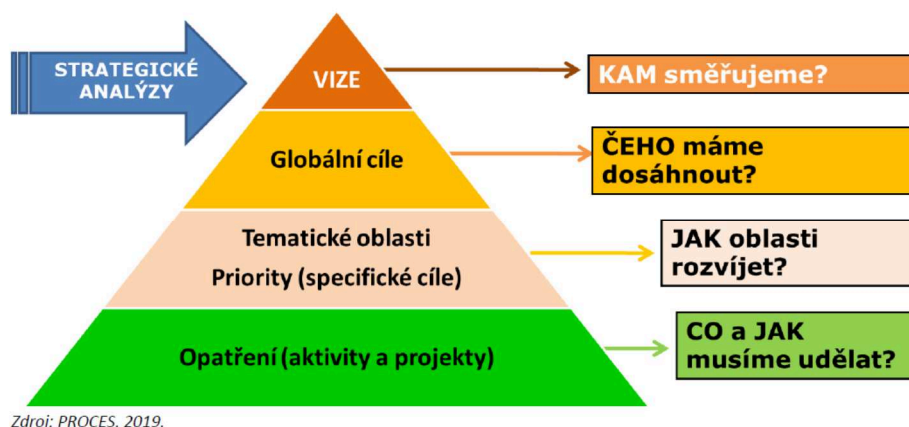 STRATEGICKÉ
ANALÝZY
VIZE
KAM směřujeme?
Globální cíle
ČEHO máme
dosáhnout?
Tematické oblasti
Priority (specifické cíle)
JAK oblasti
rozvíjet?
Opatření (aktivity a projekty)
CO a JAK
musíme udělat?
Zdroj: PROCES, 2019.